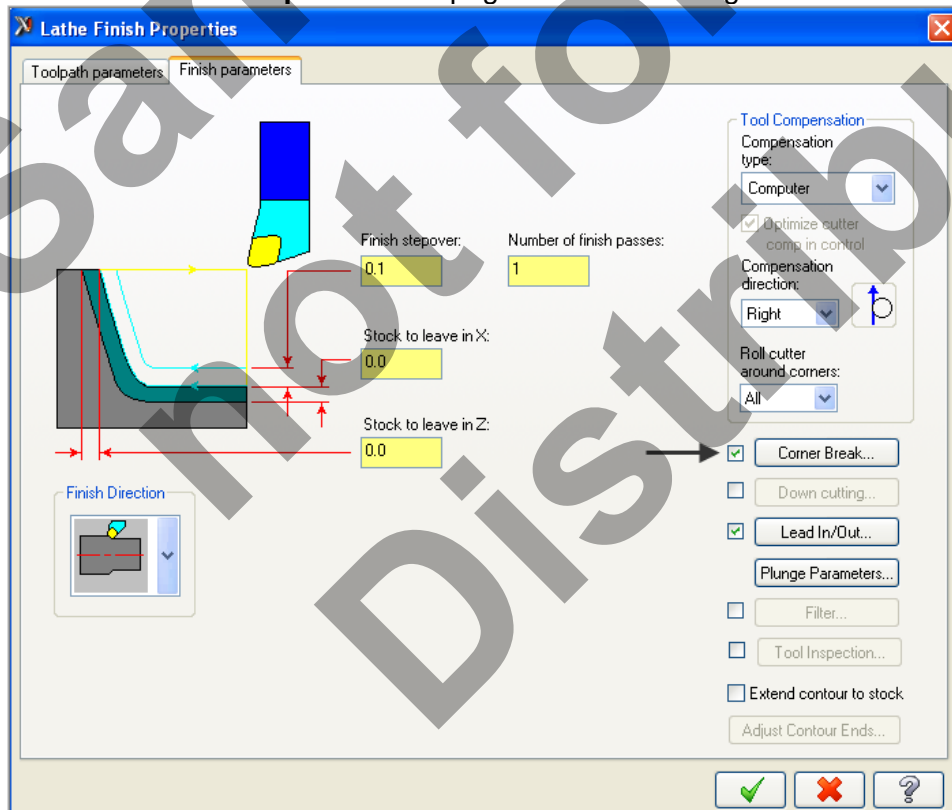 Lathe Finish Properties
Toolpath parameters
Finish parameters
Finish stepover:
0.1
Number of finish passes:
1
Stock to leave in X:
0.0
Stock to leave in Z:
0.0
Finish Direction
Tool Compensation
Compensation
type:
Computer
Optimize cutter
comp in control
Compensation
direction:
Right
Roll cutter
around corners:
All
Corner Break...
Down cutting...
Lead In/Out...
Plunge Parameters...
Filter...
Tool Inspection...
Extend contour to stock
Adjust Contour Ends...
not for
Distribu